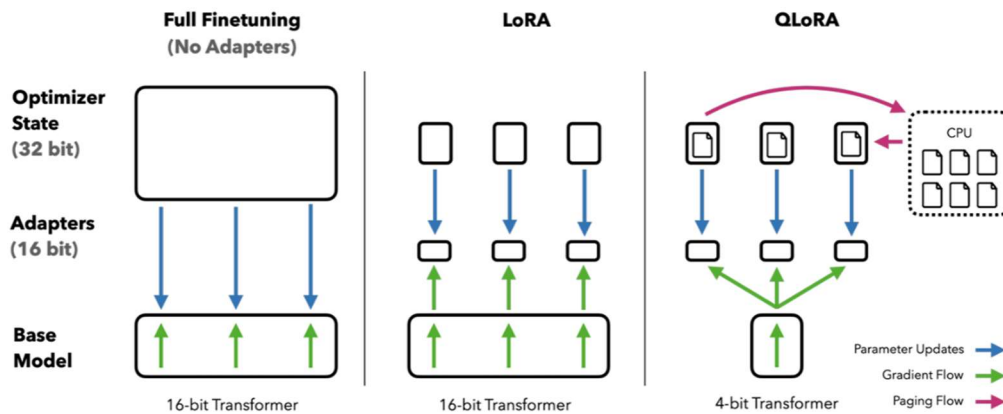 Full Finetuning
(No Adapters)
LoRA
QLoRA
Optimizer
State
(32 bit)
CPU
Adapters
(16 bit)
Base
Model
Parameter Updates
Gradient Flow
Paging Flow
16-bit Transformer
16-bit Transformer
4-bit Transformer